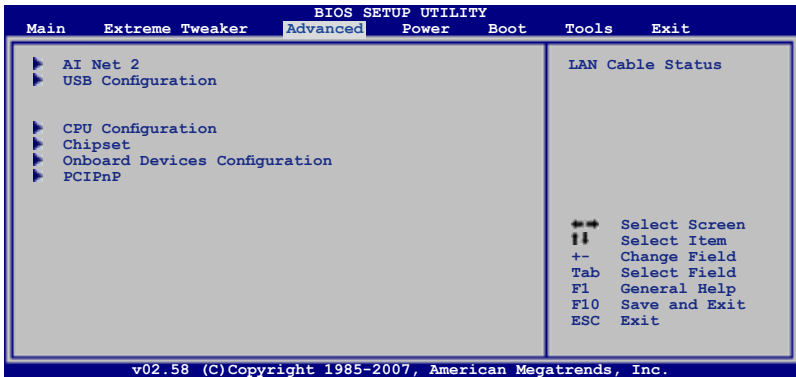 BIOS SETUP UTILITY
Main Extreme Tweaker Advanced Power Boot Tools Exit
AI Net 2
USB Configuration
CPU Configuration
Chipset
Onboard Devices Configuration
PCIPnP
LAN Cable Status
Select Screen
Select Item
+- Change Field
Tab Select Field
F1 General Help
F10 Save and Exit
ESC Exit
v02.58 (C)Copyright 1985-2007, American Megatrends, Inc.